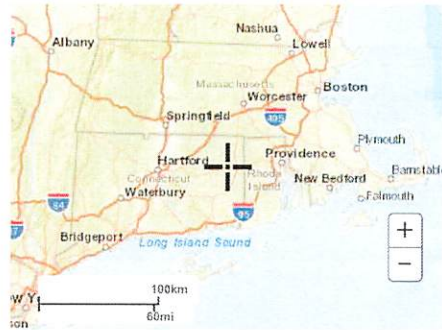 Nashua
Albany
Lowell
Massachusetts
Boston
Worcester
495
Springfield
Plymouth
Hartford
Providence
Connecticut
Rhode
Island
Barnstable
New Bedford
Waterbury
Falmouth
84
95
Bridgeport
Long Island Sound
+
−
100km
60mi